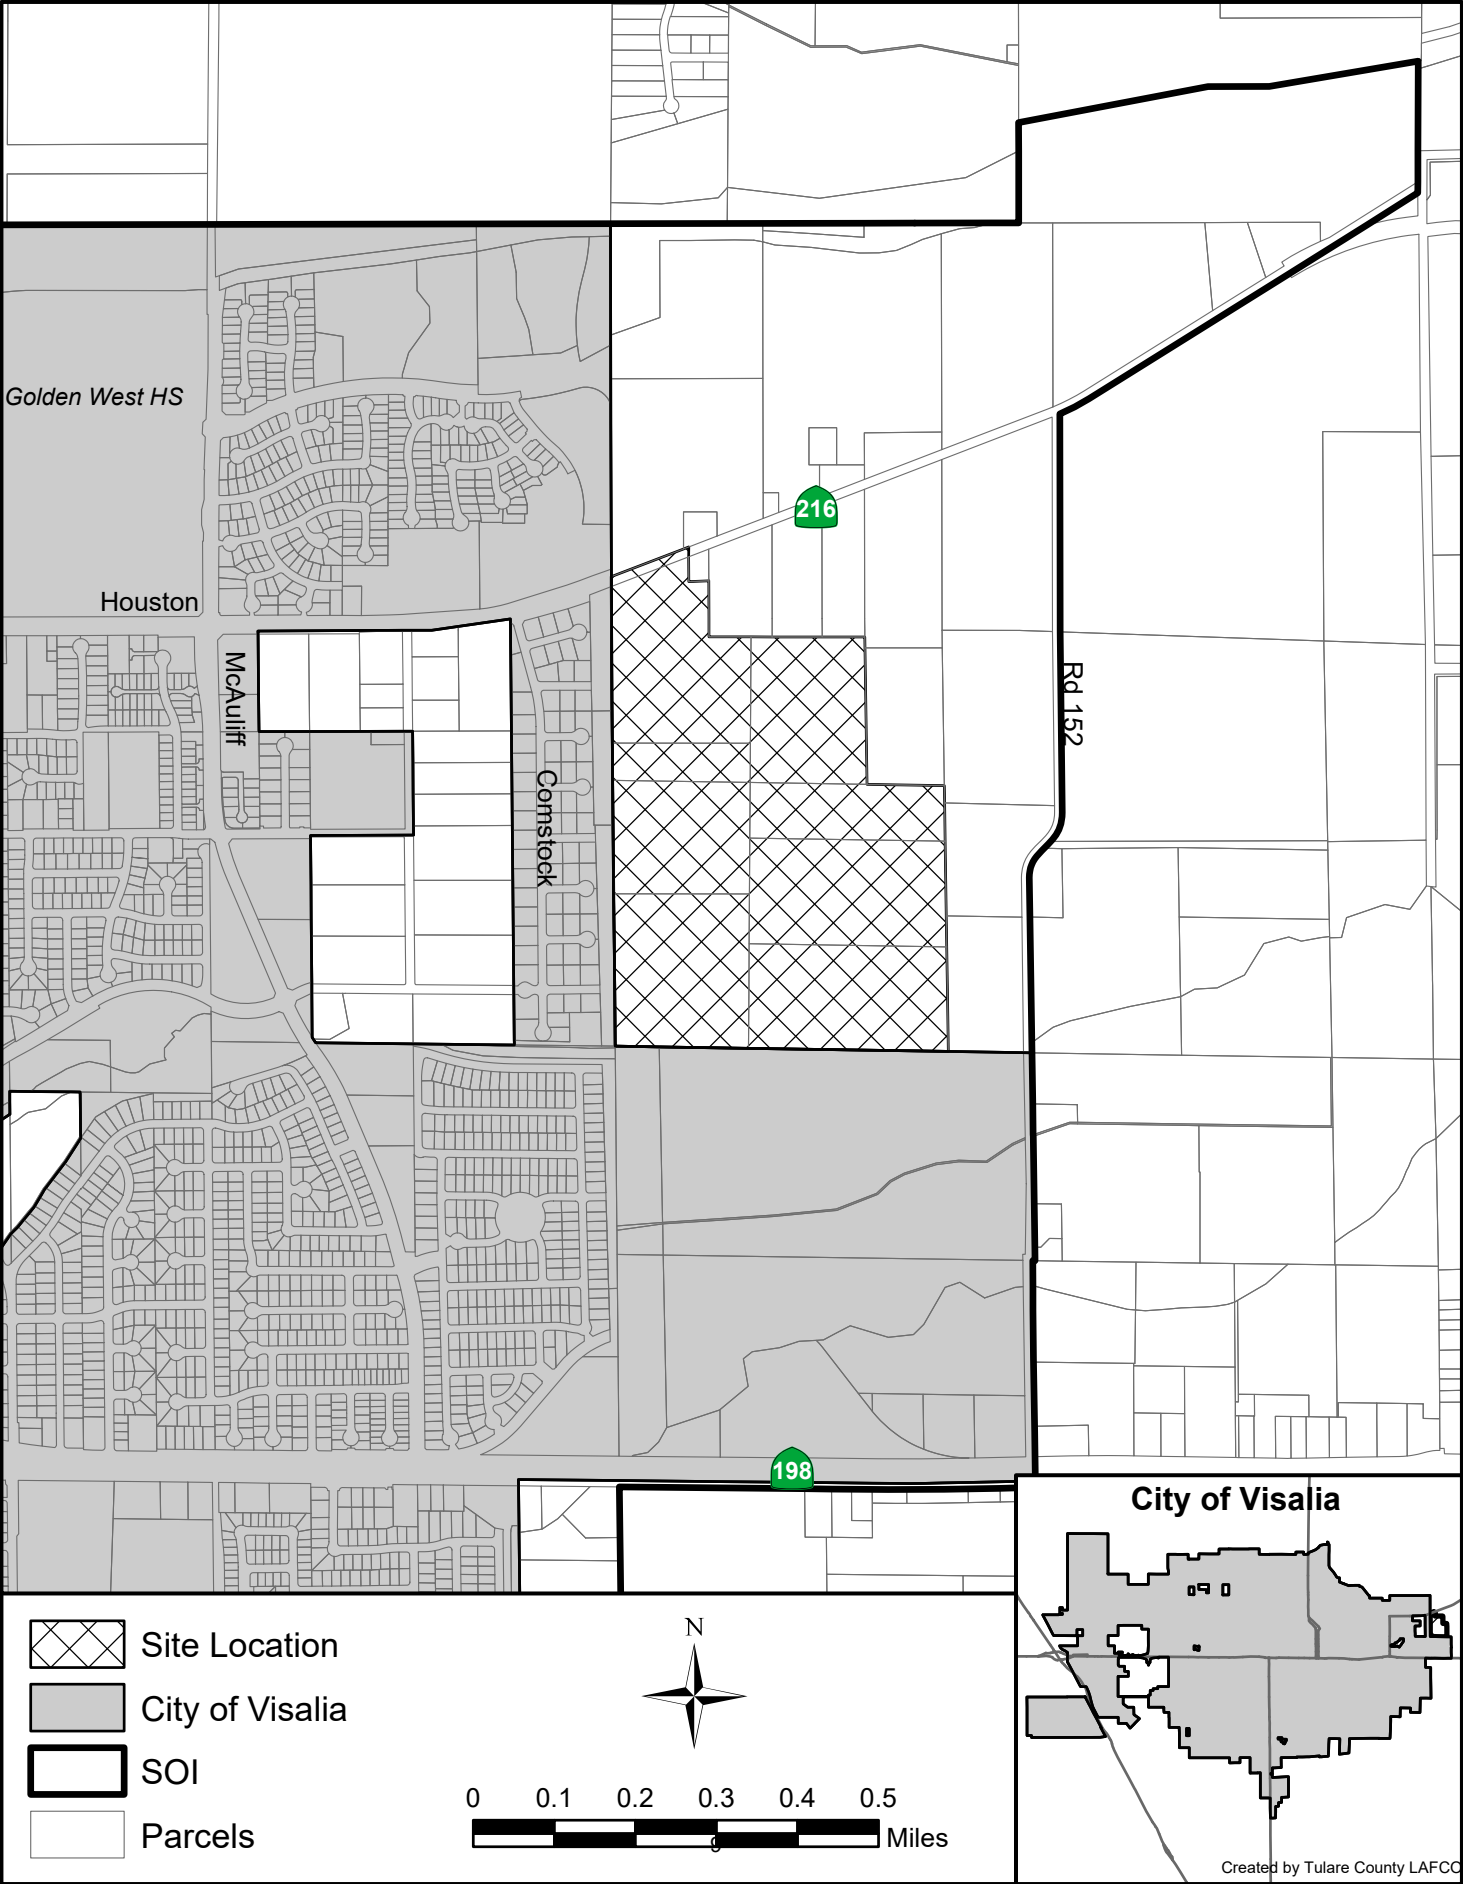 Golden West HS
216
Houston
McAuliff
Rd 152
Comstock
198
City of Visalia
Site Location
City of Visalia
SOI
Parcels
N
0 0.1 0.2 0.3 0.4 0.5
Miles
g
Created by Tulare County LAFCO